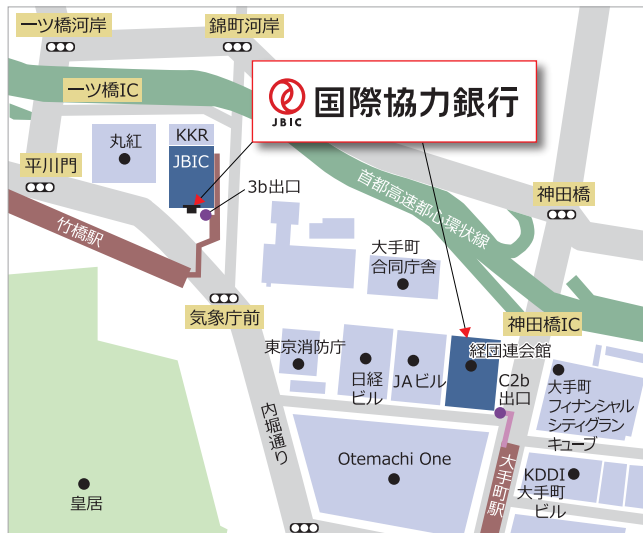 一ツ橋河岸
錦町河岸
一ツ橋IC
JBIC
国際協力銀行
丸紅
KKR
JBIC
平川門
3b出口
首都高速都心環状線
神田橋
竹橋駅
大手町
合同庁舎
気象庁前
神田橋IC
東京消防庁
日経
ビル
JAビル
経団連会館
C2b
出口
大手町
フィナンシャル
シティグラン
キューブ
内堀通り
Otemachi One
大手町駅
KDDI
大手町
ビル
皇居